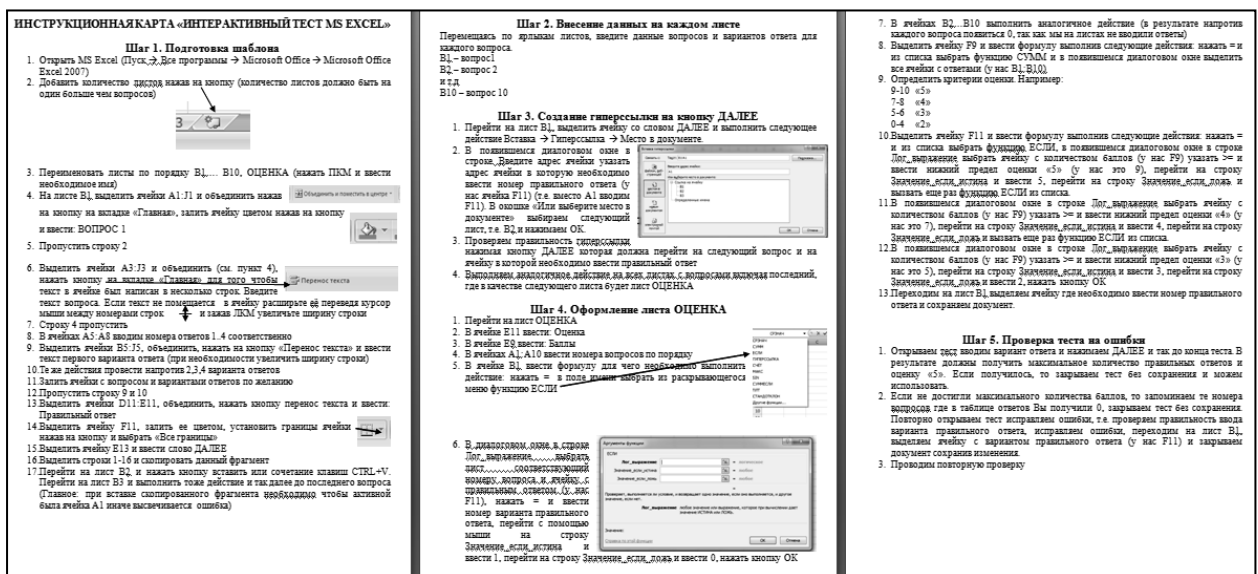 ИНСТРУКЦИОННАЯ КАРТА «ИНТЕРАКТИВНЫЙ ТЕСТ MS EXCEL»
Шаг 1. Подготовка шаблона
1. Открыть MS Excel (Пуск → Все программы → Microsoft Office → Microsoft Office
Excel 2007)
2. Добавить количество листов нажав на кнопку (количество листов должно быть на
один больше чем вопросов)
3
3. Переименовать листы по порядку В1,… В10, ОЦЕНКА (нажать ПКМ и ввести
необходимое имя)
4. На листе В1, выделить ячейки А1:J1 и объединить нажав
Объединить и поместить в центре
на кнопку на вкладке «Главная», залить ячейку цветом нажав на кнопку
и ввести: ВОПРОС 1
5. Пропустить строку 2
6. Выделить ячейки А3:J3 и объединить (см. пункт 4),
нажать кнопку на вкладке «Главная» для того чтобы
Перенос текста
текст в ячейке был написан в несколько строк. Введите
текст вопроса. Если текст не помещается в ячейку расширьте её переведя курсор
мыши между номерами строк и зажав ЛКМ увеличьте ширину строки
7. Строку 4 пропустить
8. В ячейках А5:А8 вводим номера ответов 1..4 соответственно
9. Выделить ячейки В5:J5, объединить, нажать на кнопку «Перенос текста» и ввести
текст первого варианта ответа (при необходимости увеличить ширину строки)
10.Те же действия провести напротив 2,3,4 варианта ответов
11.Залить ячейки с вопросом и вариантами ответов по желанию
12.Пропустить строку 9 и 10
13.Выделить ячейки D11:E11, объединить, нажать кнопку перенос текста и ввести:
Правильный ответ
14.Выделить ячейку F11, залить ее цветом, установить границы ячейки
нажав на кнопку и выбрать «Все границы»
15.Выделить ячейку Е13 и ввести слово ДАЛЕЕ
16.Выделить строки 1-16 и скопировать данный фрагмент
17.Перейти на лист В2 и нажать кнопку вставить или сочетание клавиш CTRL+V.
Перейти на лист В3 и выполнить тоже действие и так далее до последнего вопроса
(Главное: при вставке скопированного фрагмента необходимо чтобы активной
была ячейка А1 иначе высвечивается ошибка)
Шаг 2. Внесение данных на каждом листе
Перемещаясь по ярлыкам листов, введите данные вопросов и вариантов ответа для
каждого вопроса.
В1 – вопрос1
В2 – вопрос 2
и т.д
В10 – вопрос 10
Шаг 3. Создание гиперссылки на кнопку ДАЛЕЕ
1. Перейти на лист В1, выделить ячейку со словом ДАЛЕЕ и выполнить следующее
действие Вставка → Гиперссылка → Место в документе.
2. В появившемся диалоговом окне в
строке Введите адрес ячейки указать
адрес ячейки в которую необходимо
ввести номер правильного ответа (у
нас ячейка F11) (т.е. вместо А1 вводим
F11). В окошке «Или выберите место в
документе» выбираем следующий
лист, т.е. В2 и нажимаем ОК.
3. Проверяем правильность гиперссылки
нажимая кнопку ДАЛЕЕ которая должна перейти на следующий вопрос и на
ячейку в которой необходимо ввести правильный ответ
4. Выполняем аналогичное действие на всех листах с вопросами включая последний,
где в качестве следующего листа будет лист ОЦЕНКА
Шаг 4. Оформление листа ОЦЕНКА
1. Перейти на лист ОЦЕНКА
2. В ячейке Е11 ввести: Оценка
3. В ячейке Е9 ввести: Баллы
4. В ячейках А1:А10 ввести номера вопросов по порядку
5. В ячейке В1, ввести формулу для чего необходимо выполнить
действие: нажать = в поле имени выбрать из раскрывающегося
меню функцию ЕСЛИ
СУММ
ЕСЛИ
ГИПЕРССЫЛКА
СЧЁТ
МАКС
SIN
СУММЕСЛИ
ПЛТ
СТАНДОТКЛОН
Другие функции...
6. В диалоговом окне в строке
Лог_выражение выбрать
лист соответствующий
номеру вопроса и ячейку с
правильным ответом (у нас
F11), нажать = и ввести
номер варианта правильного
ответа, перейти с помощью
мыши на строку
Значение_если_истина и
ввести 1, перейти на строку Значение_если_ложь и ввести 0, нажать кнопку ОК
Аргументы функции
ЕСЛИ
Лог_выражение
Значение_если_истина
Значение_если_ложь
Значение:
Справка по этой функции
ОК
Отмена
7. В ячейках В2,..В10 выполнить аналогичное действие (в результате напротив
каждого вопроса появиться 0, так как мы на листах не вводили ответы)
8. Выделить ячейку F9 и ввести формулу выполнив следующие действия: нажать = и
из списка выбрать функцию СУММ и в появившемся диалоговом окне выделить
все ячейки с ответами (у нас В1:В10)
9. Определить критерии оценки. Например:
9-10 «5»
7-8 «4»
5-6 «3»
0-4 «2»
10.Выделить ячейку F11 и ввести формулу выполнив следующие действия: нажать =
и из списка выбрать функцию ЕСЛИ, в появившемся диалоговом окне в строке
Лог_выражение выбрать ячейку с количеством баллов (у нас F9) указать >= и
ввести нижний предел оценки «5» (у нас это 9), перейти на строку
Значение_если_истина и ввести 5, перейти на строку Значение_если_ложь и
вызвать еще раз функцию ЕСЛИ из списка.
11.В появившемся диалоговом окне в строке Лог_выражение выбрать ячейку с
количеством баллов (у нас F9) указать >= и ввести нижний предел оценки «4» (у
нас это 7), перейти на строку Значение_если_истина и ввести 4, перейти на строку
Значение_если_ложь и вызвать еще раз функцию ЕСЛИ из списка.
12.В появившемся диалоговом окне в строке Лог_выражение выбрать ячейку с
количеством баллов (у нас F9) указать >= и ввести нижний предел оценки «3» (у
нас это 5), перейти на строку Значение_если_истина и ввести 3, перейти на строку
Значение_если_ложь и ввести 2, нажать кнопку ОК
13.Переходим на лист В1, выделяем ячейку где необходимо ввести номер правильного
ответа и сохраняем документ.
Шаг 5. Проверка теста на ошибки
1. Открываем тест вводим вариант ответа и нажимаем ДАЛЕЕ и так до конца теста. В
результате должны получить максимальное количество правильных ответов и
оценку «5». Если получилось, то закрываем тест без сохранения и можем
использовать.
2. Если не достигли максимального количества баллов, то запоминаем те номера
вопросов где в таблице ответов Вы получили 0, закрываем тест без сохранения.
Повторно открываем тест исправляем ошибки, т.е. проверяем правильность ввода
варианта правильного ответа, исправляем ошибки, переходим на лист В1,
выделяем ячейку с вариантом правильного ответа (у нас F11) и закрываем
документ сохраняя изменения.
3. Проводим повторную проверку